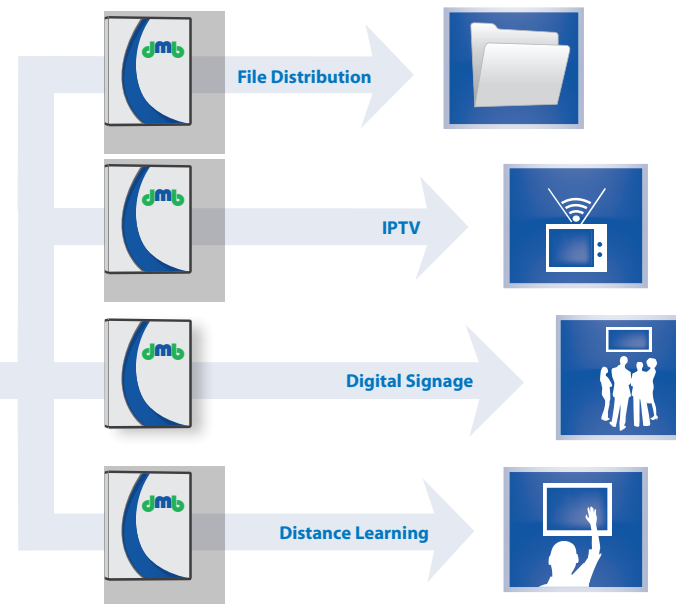 dmb
File Distribution
dmb
IPTV
dmb
Digital Signage
dmb
Distance Learning